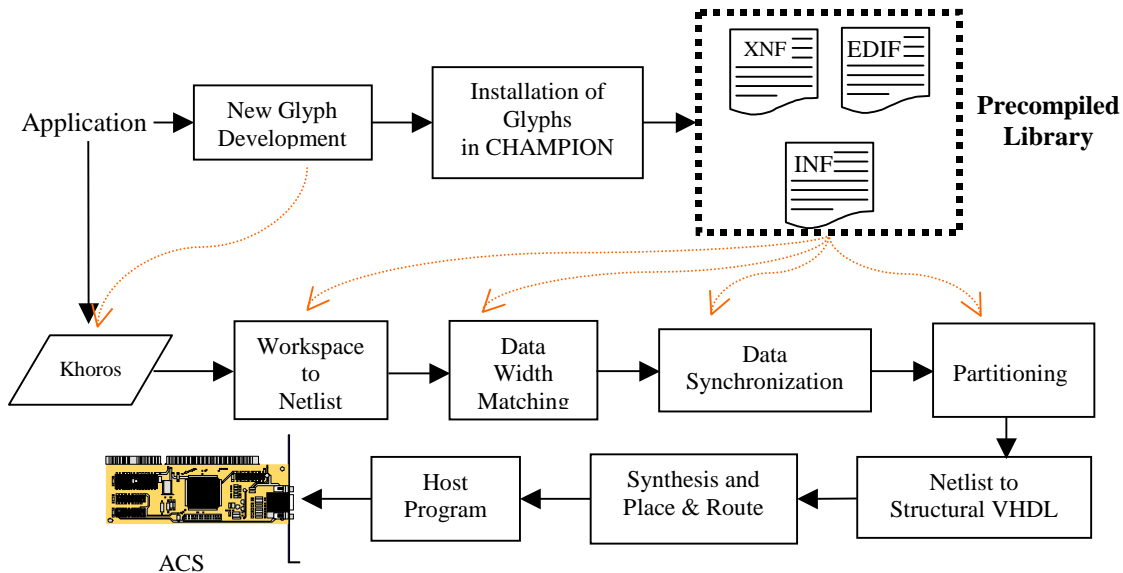 Application
New Glyph
Development
Installation of
Glyphs
in CHAMPION
XNF
EDIF
INF
Precompiled
Library
Khoros
Workspace
to
Netlist
Data
Width
Matching
Data
Synchronization
Partitioning
Netlist to
Structural VHDL
Synthesis and
Place & Route
Host
Program
ACS